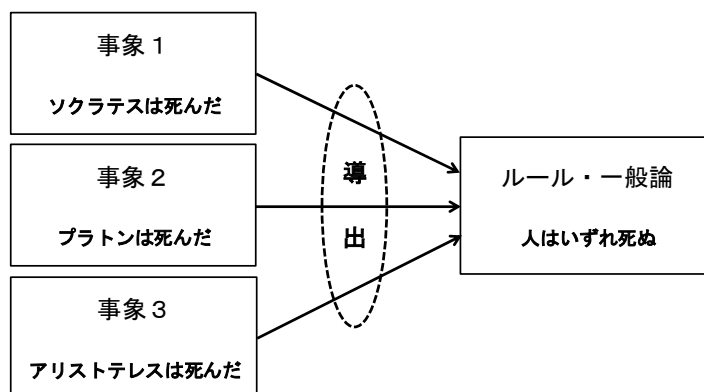 事象１
ソクラテスは死んだ
事象２
プラトンは死んだ
事象３
アリストテレスは死んだ
導
出
ルール・一般論
人はいずれ死ぬ